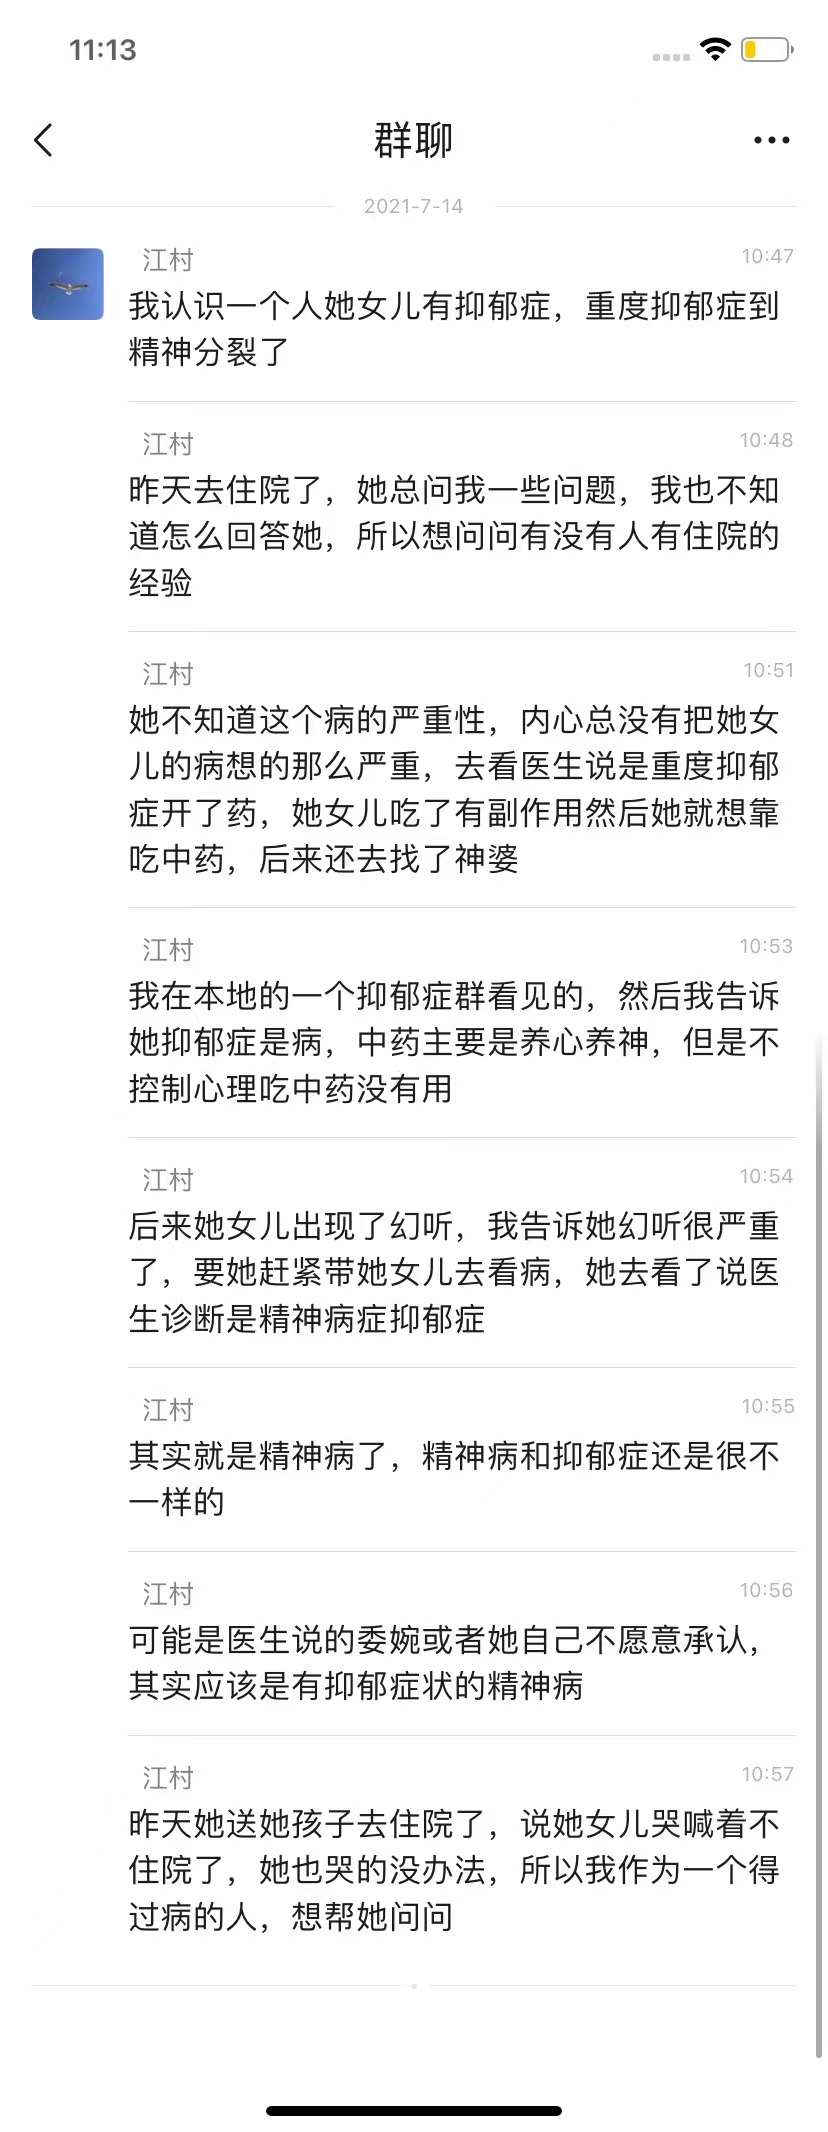 11:13
群聊
2021-7-14
江村 10:47
我认识一个人她女儿有抑郁症，重度抑郁症到
精神分裂了
江村 10:48
昨天去住院了，她总问我一些问题，我也不知
道怎么回答她，所以想问问有没有人有住院的
经验
江村 10:51
她不知道这个病的严重性，内心总没有把她女
儿的病想的那么严重，去看医生说是重度抑郁
症开了药，她女儿吃了有副作用然后她就想靠
吃中药，后来还去找了神婆
江村 10:53
我在本地的一个抑郁症群看见的，然后我告诉
她抑郁症是病，中药主要是养心养神，但是不
控制心理吃中药没有用
江村 10:54
后来她女儿出现了幻听，我告诉她幻听很严重
了，要她赶紧带她女儿去看病，她去看了说医
生诊断是精神病症抑郁症
江村 10:55
其实就是精神病了，精神病和抑郁症还是很不
一样的
江村 10:56
可能是医生说的委婉或者她自己不愿意承认，
其实应该是有抑郁症状的精神病
江村 10:57
昨天她送她孩子去住院了，说她女儿哭喊着不
住院了，她也哭的没办法，所以我作为一个得
过病的人，想帮她问问